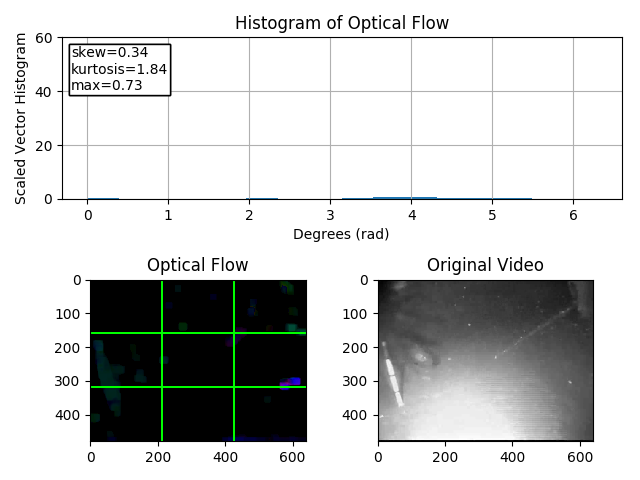 Histogram of Optical Flow
Scaled Vector Histogram
60
40
20
0
skew=0.34
kurtosis=1.84
max=0.73
0 1 2 3 4 5 6
Degrees (rad)
Optical Flow
0
100
200
300
400
0 200 400 600
Original Video
0
100
200
300
400
0 200 400 600